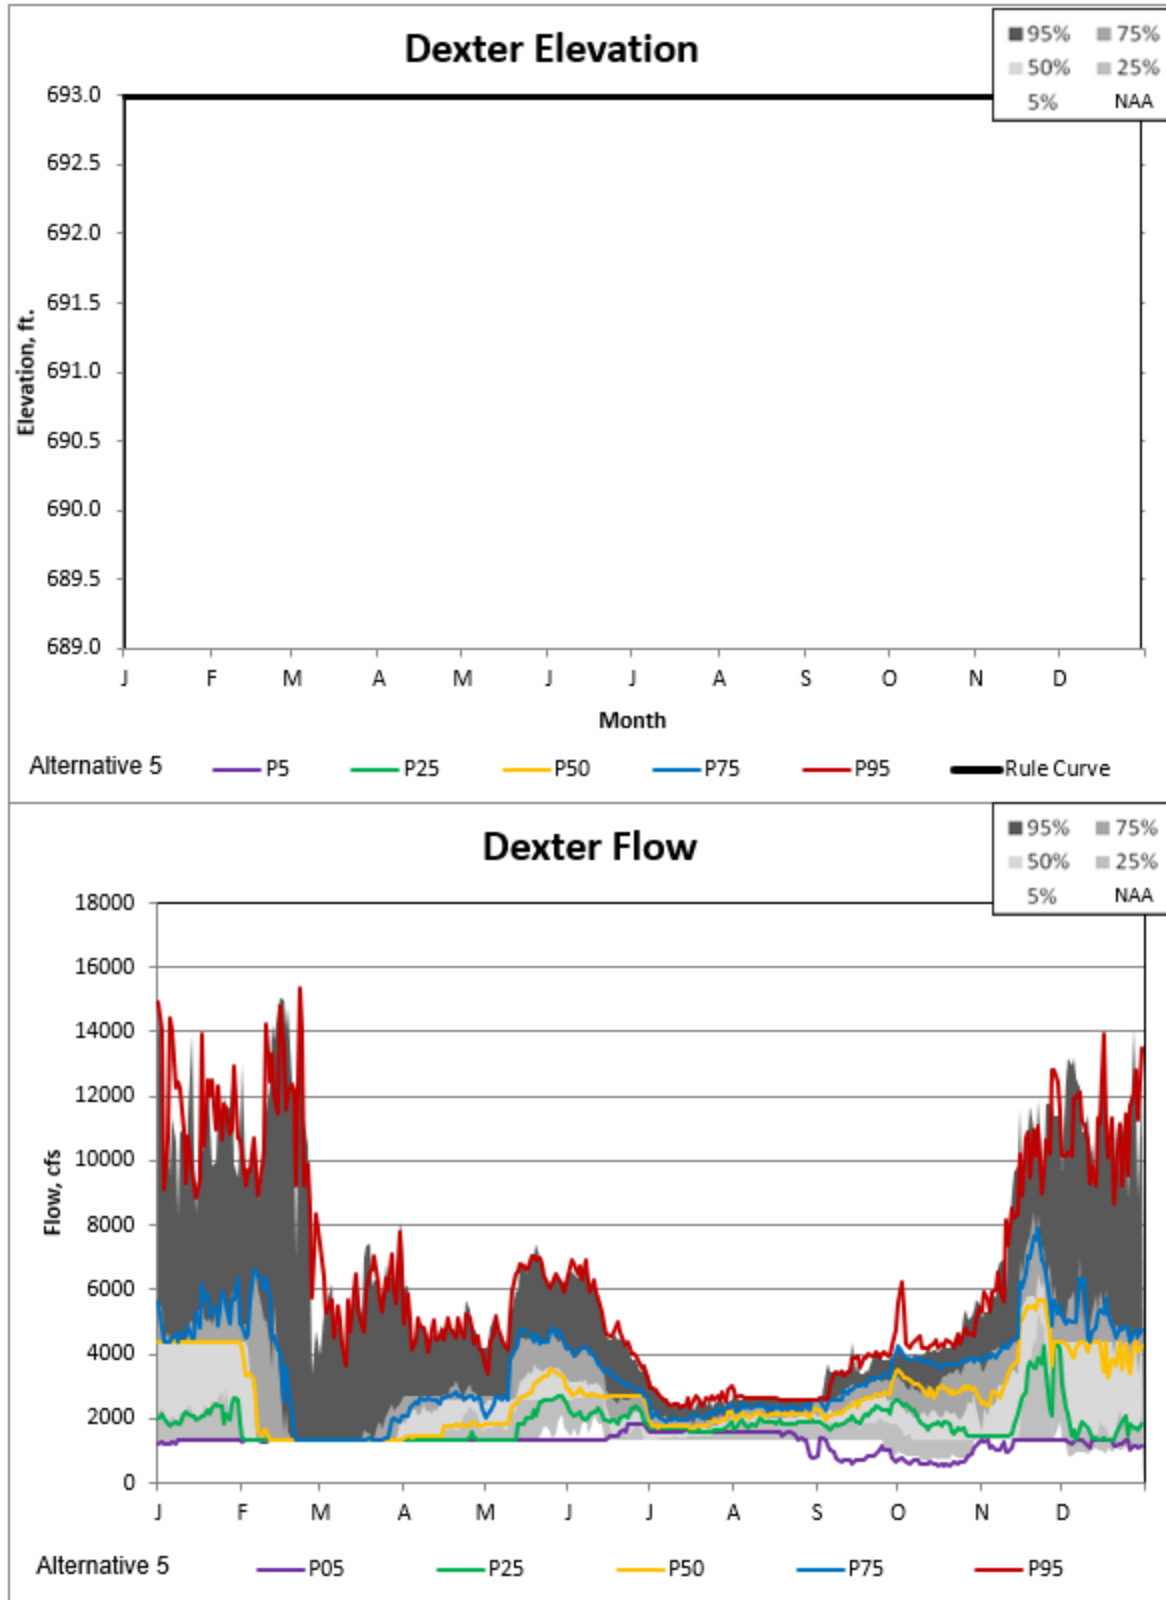 Dexter Elevation
95% 75%
50% 25%
5% NAA
693.0
692.5
692.0
691.5
691.0
690.5
690.0
689.5
689.0
Elevation, ft.
J F M A M J J A S O N D
Month
Alternative 5 P5 P25 P50 P75 P95 Rule Curve
Dexter Flow
95% 75%
50% 25%
5% NAA
18000
16000
14000
12000
10000
8000
6000
4000
2000
0
Flow, cfs
J F M A M J J A S O N D
Alternative 5 P05 P25 P50 P75 P95